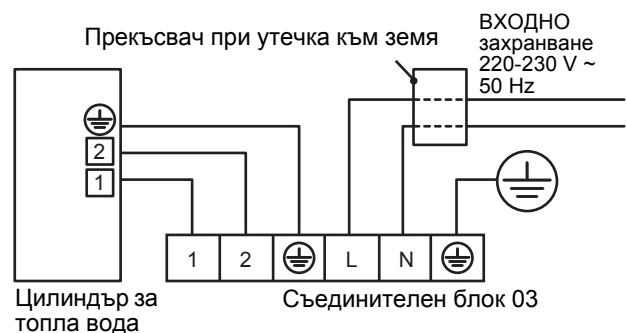 Прекъсвач при утечка към земя
ВХОДНО
захранване
220-230 V ~
50 Hz
2
1
1 2 L N
Цилиндър за
топла вода
Съединителен блок 03